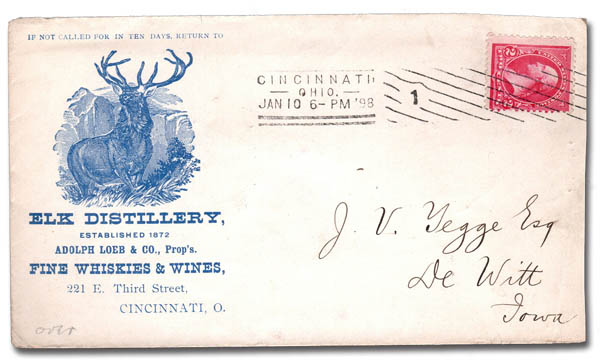 IF NOT CALLED FOR IN TEN DAYS, RETURN TO
CINCINNATI
OHIO.
JAN 10 6-PM '98
1
ELK DISTILLERY,
ESTABLISHED 1872
ADOLPH LOEB & CO., Prop's.
FINE WHISKIES & WINES,
221 E. Third Street,
CINCINNATI, O.
J. V. Yegge Esq
De Witt
Iowa
over